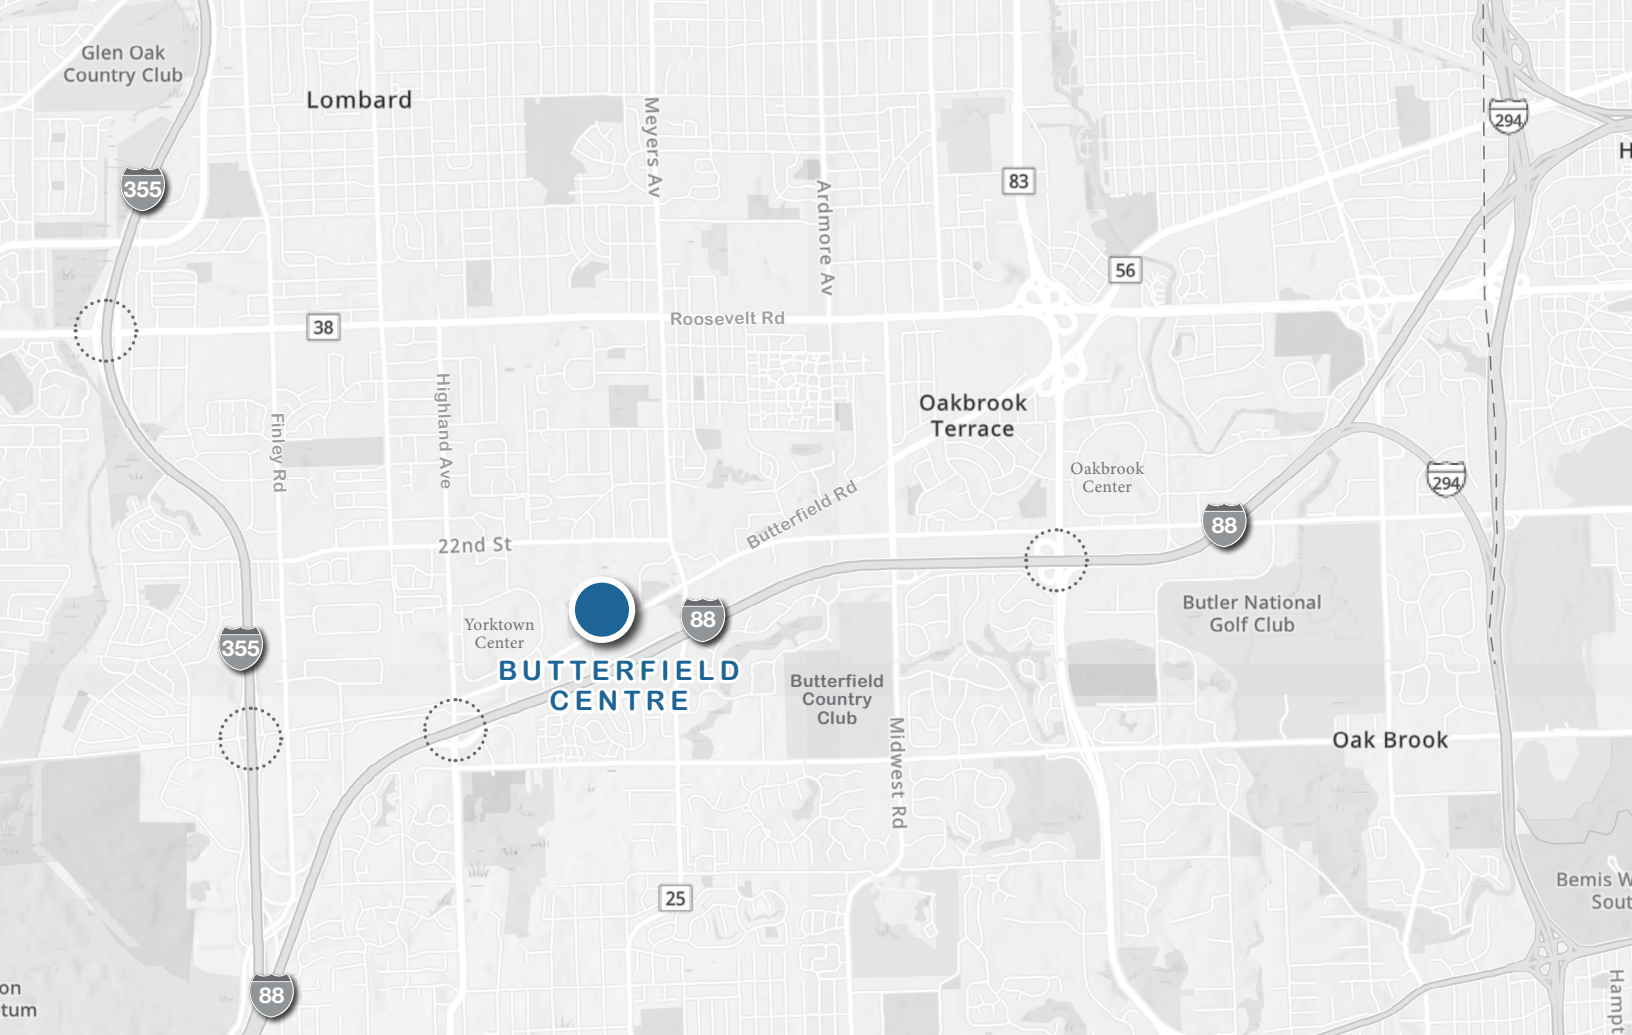 Glen Oak
Country Club
Lombard
Meyers Av
294
355
83
Ardmore Av
56
38
Roosevelt Rd
Highland Ave
Finley Rd
Oakbrook
Terrace
Oakbrook
Center
294
Butterfield Rd
88
22nd St
Butler National
Golf Club
Yorktown
Center
88
355
BUTTERFIELD
CENTRE
Butterfield
Country
Club
Midwest Rd
Oak Brook
25
Bemis W
Sout
88
on
tum
Hampt
H